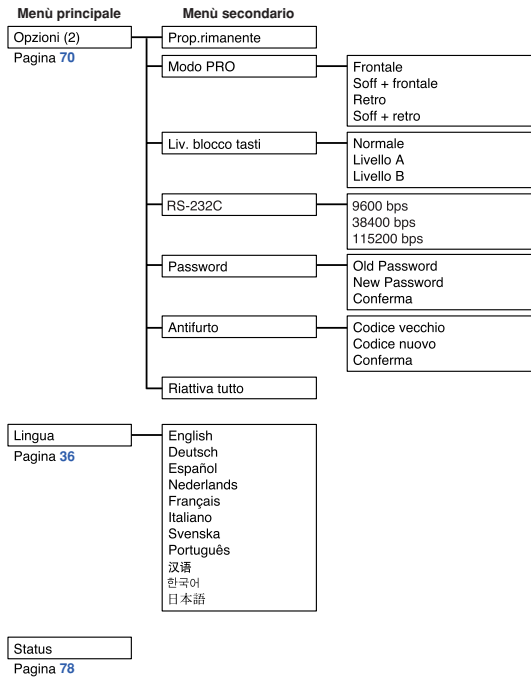 Menù principale
Menù secondario
Opzioni (2)
Pagina 70
Prop.rimanente
Modo PRO
Frontale
Soff + frontale
Retro
Soff + retro
Liv. blocco tasti
Normale
Livello A
Livello B
RS-232C
9600 bps
38400 bps
115200 bps
Password
Old Password
New Password
Conferma
Antifurto
Codice vecchio
Codice nuovo
Conferma
Riattiva tutto
Lingua
Pagina 36
English
Deutsch
Español
Nederlands
Français
Italiano
Svenska
Português
汉语
한국어
日本語
Status
Pagina 78